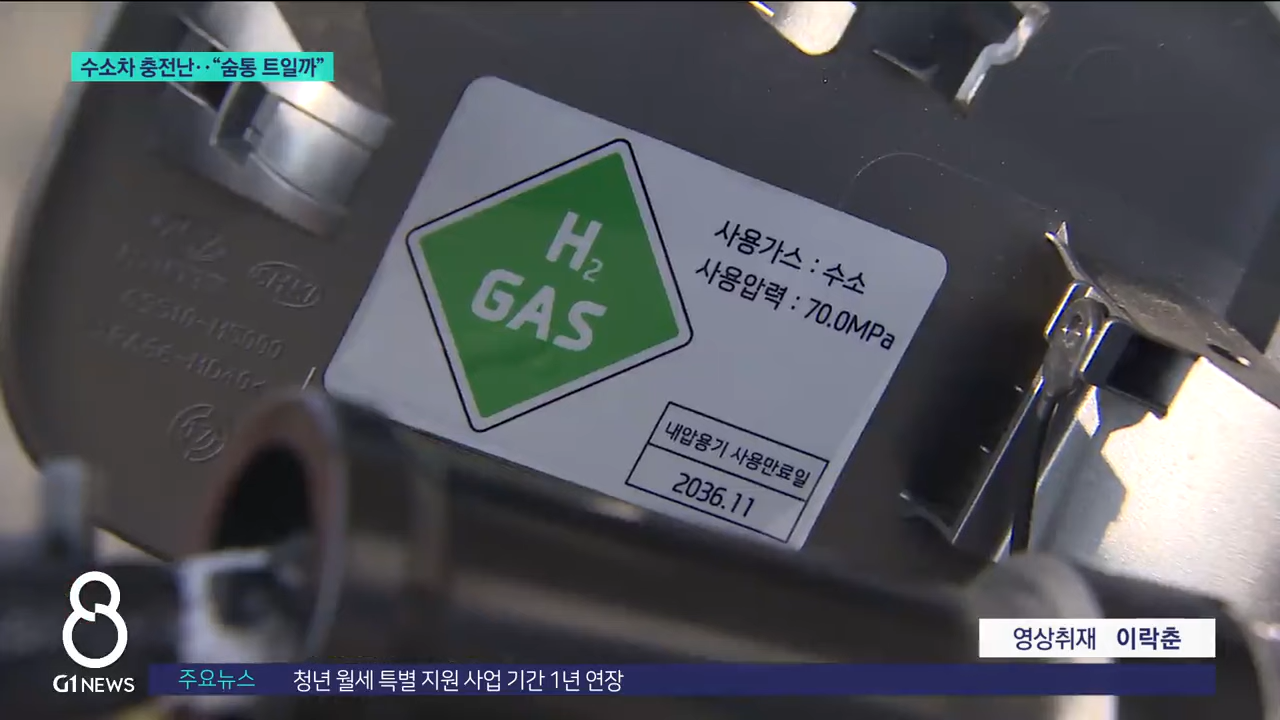 수소차 충전난‥“숨통 트일까”
H2
GAS
사용가스 : 수소
사용압력 : 70.0MPa
내압용기 사용만료일
2036.11
8
G1 NEWS
영상취재 이락춘
주요뉴스 청년 월세 특별 지원 사업 기간 1년 연장